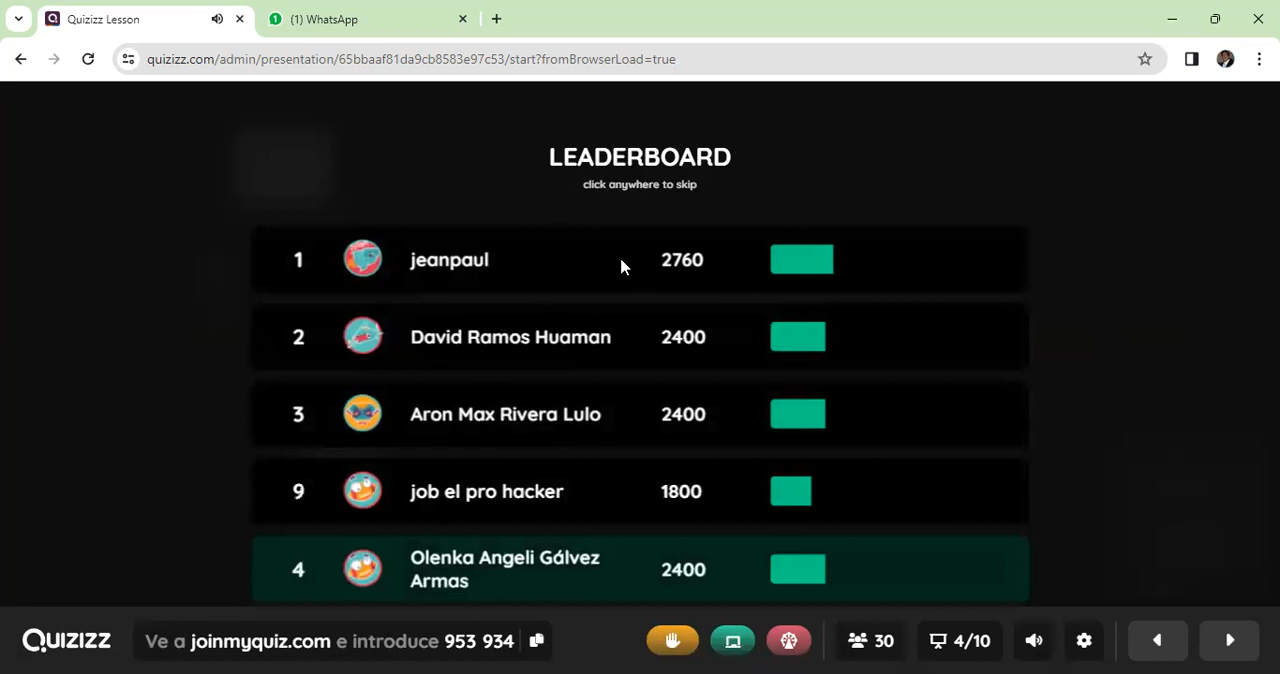 Quizizz Lesson
(1) WhatsApp
quizizz.com/admin/presentation/65bbaaf81da9cb8583e97c53/start?fromBrowserLoad=true
LEADERBOARD
click anywhere to skip
1 jeanpaul 2760
2 David Ramos Huaman 2400
3 Aron Max Rivera Lulo 2400
9 job el pro hacker 1800
4 Olenka Angeli Gálvez Armas 2400
QUIZIZZ Ve a joinmyquiz.com e introduce 953 934 30 4/10